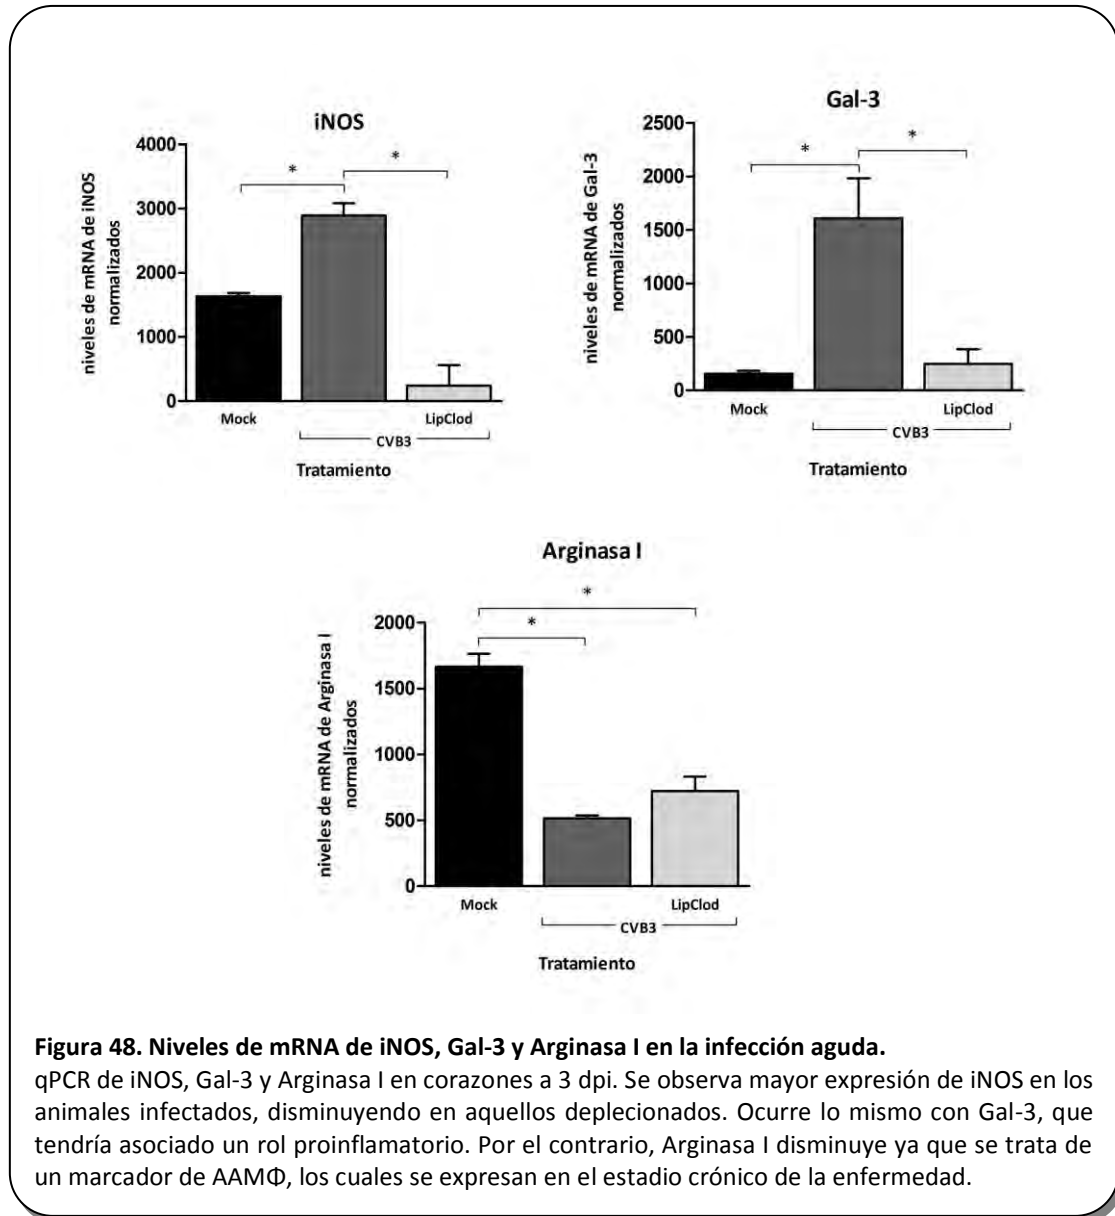 iNOS
niveles de mRNA de iNOS
normalizados
4000
3000
2000
1000
0
*
*
Mock
LipClod
CVB3
Tratamiento
Gal-3
niveles de mRNA de Gal-3
normalizados
2500
2000
1500
1000
500
0
*
*
Mock
LipClod
CVB3
Tratamiento
Arginasa I
niveles de mRNA de Arginasa I
normalizados
2000
1500
1000
500
0
*
*
Mock
LipClod
CVB3
Tratamiento
Figura 48. Niveles de mRNA de iNOS, Gal-3 y Arginasa I en la infección aguda.
qPCR de iNOS, Gal-3 y Arginasa I en corazones a 3 dpi. Se observa mayor expresión de iNOS en los
animales infectados, disminuyendo en aquellos deplecionados. Ocurre lo mismo con Gal-3, que
tendría asociado un rol proinflamatorio. Por el contrario, Arginasa I disminuye ya que se trata de
un marcador de AAMΦ, los cuales se expresan en el estadio crónico de la enfermedad.